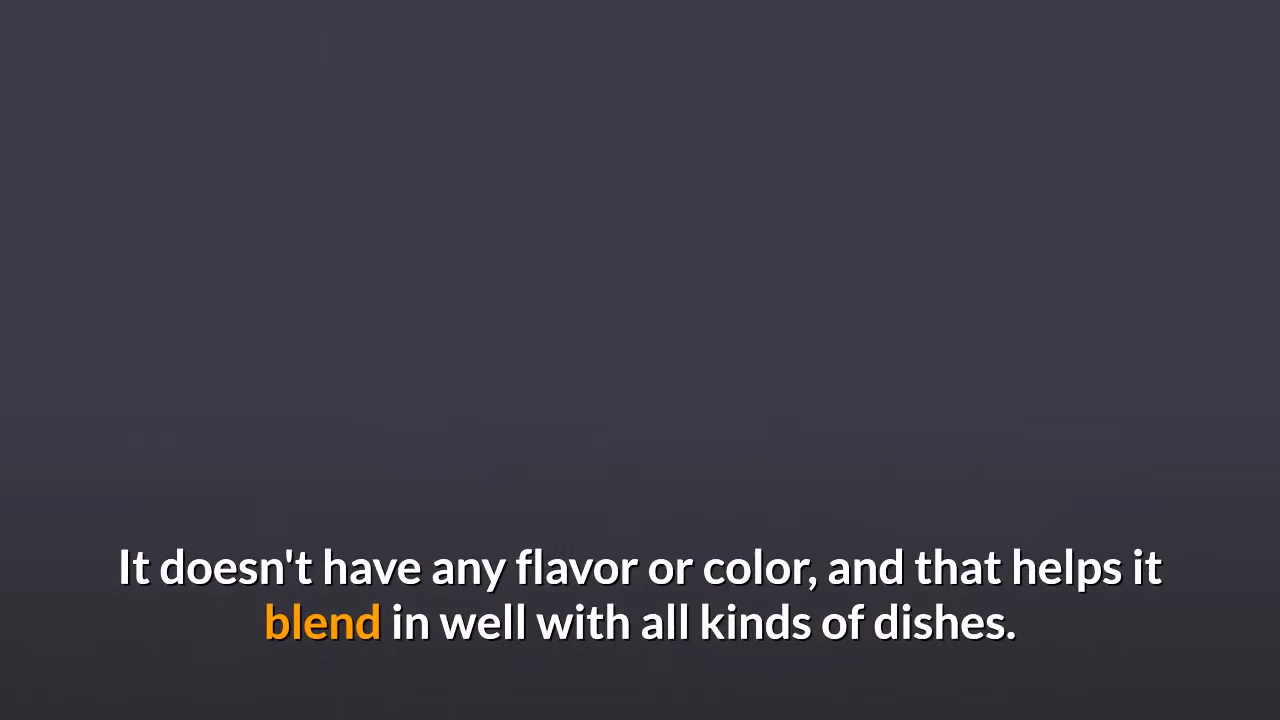 It doesn't have any flavor or color, and that helps it
blend in well with all kinds of dishes.